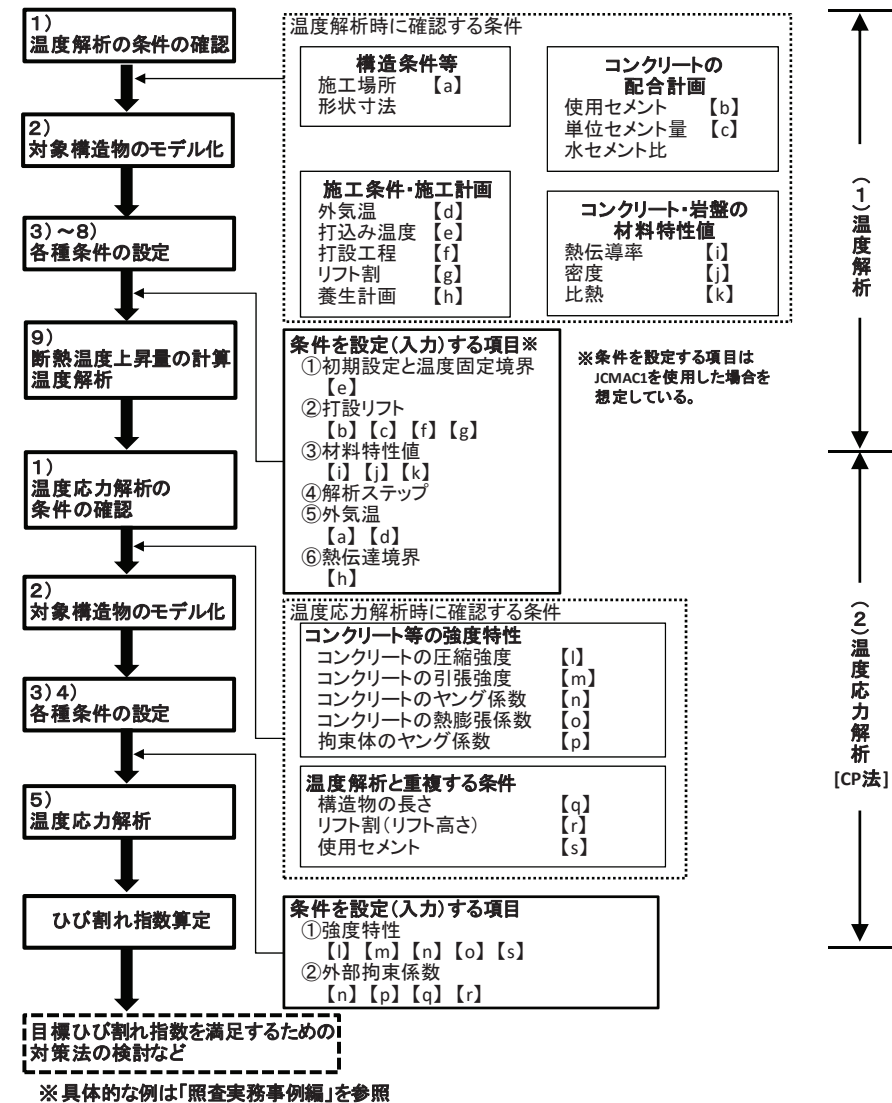 1)
温度解析の条件の確認
2)
対象構造物のモデル化
3)～8)
各種条件の設定
9)
断熱温度上昇量の計算
温度解析
1)
温度応力解析の
条件の確認
2)
対象構造物のモデル化
3)4)
各種条件の設定
5)
温度応力解析
ひび割れ指数算定
目標ひび割れ指数を満足するための
対策法の検討など
※具体的な例は「照査実務事例編」を参照
温度解析時に確認する条件
構造条件等
施工場所 【a】
形状寸法
コンクリートの
配合計画
使用セメント 【b】
単位セメント量 【c】
水セメント比
施工条件・施工計画
外気温 【d】
打込み温度 【e】
打設工程 【f】
リフト割 【g】
養生計画 【h】
コンクリート・岩盤の
材料特性値
熱伝導率 【i】
密度 【j】
比熱 【k】
条件を設定(入力)する項目※
①初期設定と温度固定境界
【e】
②打設リフト
【b】【c】【f】【g】
③材料特性値
【i】【j】【k】
④解析ステップ
⑤外気温
【a】【d】
⑥熱伝達境界
【h】
※条件を設定する項目は
JCMAC1を使用した場合を
想定している。
温度応力解析時に確認する条件
コンクリート等の強度特性
コンクリートの圧縮強度 【l】
コンクリートの引張強度 【m】
コンクリートのヤング係数 【n】
コンクリートの熱膨張係数 【o】
拘束体のヤング係数 【p】
温度解析と重複する条件
構造物の長さ 【q】
リフト割(リフト高さ) 【r】
使用セメント 【s】
条件を設定(入力)する項目
①強度特性
【l】【m】【n】【o】【s】
②外部拘束係数
【n】【p】【q】【r】
(1)温度解析
(2)温度応力解析
[CP法]